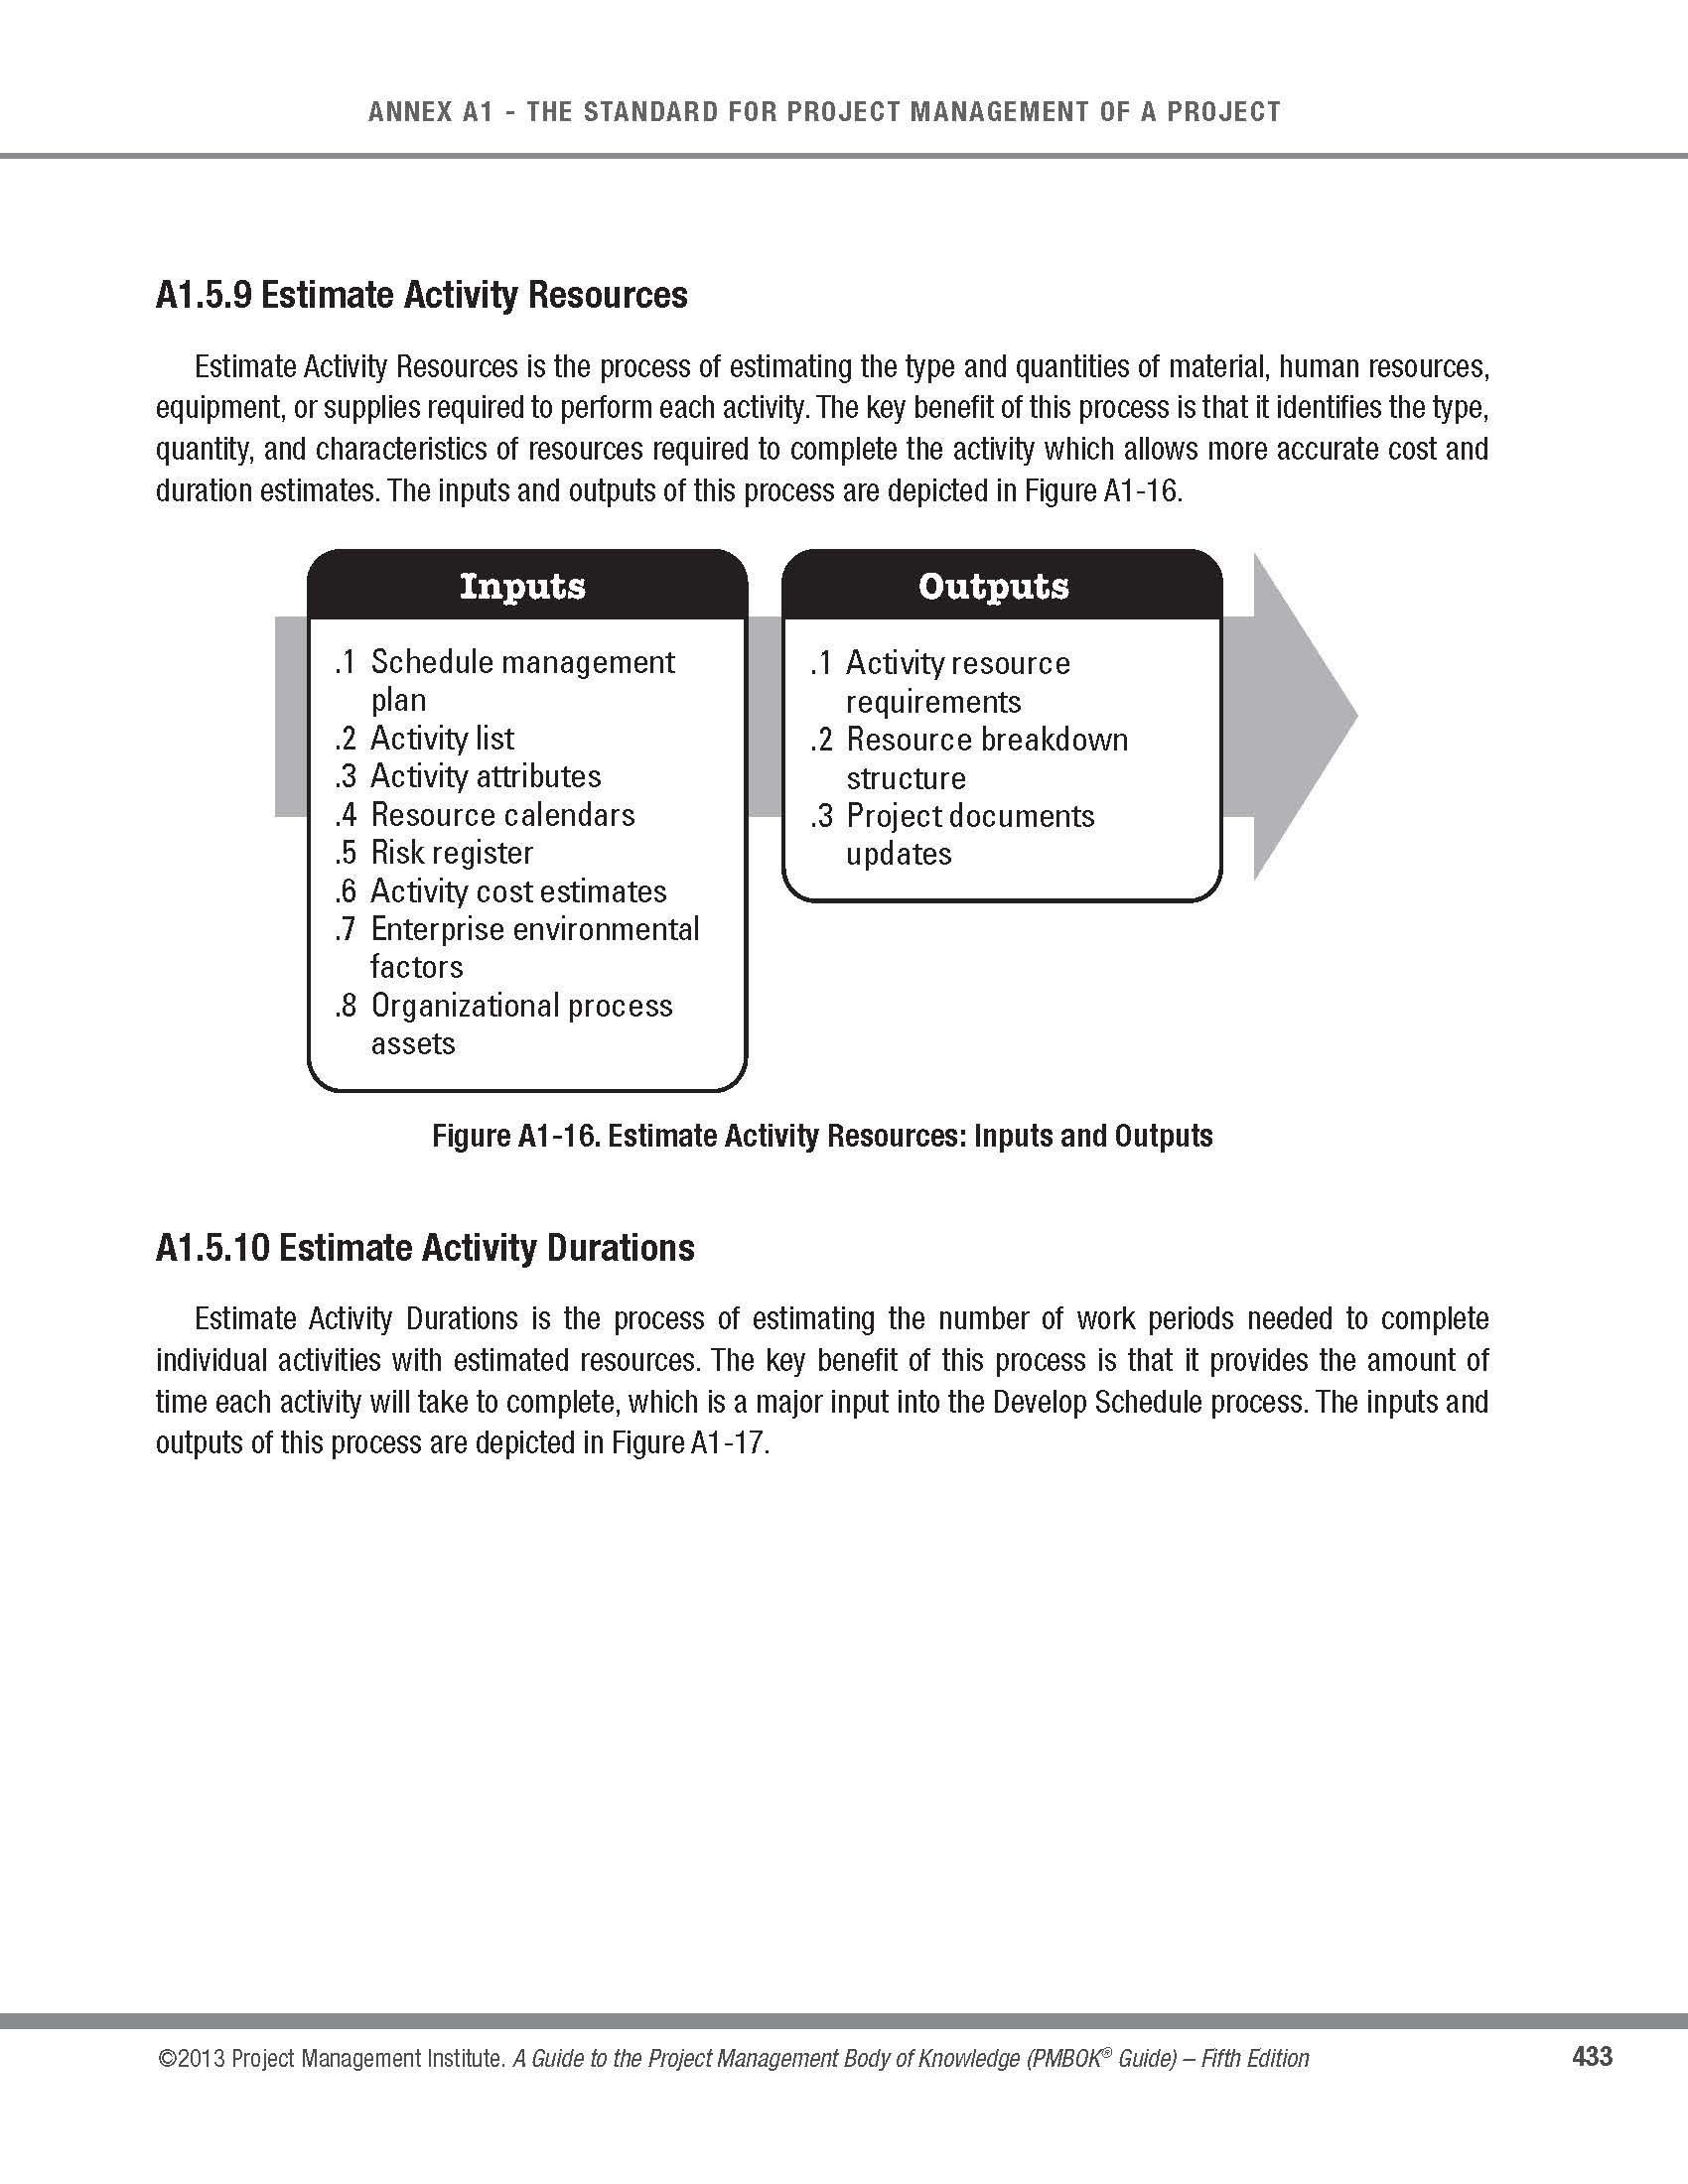 ANNEX A1 - THE STANDARD FOR PROJECT MANAGEMENT OF A PROJECT
A1.5.9 Estimate Activity Resources
Estimate Activity Resources is the process of estimating the type and quantities of material, human resources,
equipment, or supplies required to perform each activity. The key benefit of this process is that it identifies the type,
quantity, and characteristics of resources required to complete the activity which allows more accurate cost and
duration estimates. The inputs and outputs of this process are depicted in Figure A1-16.
Inputs
.1 Schedule management
plan
.2 Activity list
.3 Activity attributes
.4 Resource calendars
.5 Risk register
.6 Activity cost estimates
.7 Enterprise environmental
factors
.8 Organizational process
assets
Outputs
.1 Activity resource
requirements
.2 Resource breakdown
structure
.3 Project documents
updates
Figure A1-16. Estimate Activity Resources: Inputs and Outputs
A1.5.10 Estimate Activity Durations
Estimate Activity Durations is the process of estimating the number of work periods needed to complete
individual activities with estimated resources. The key benefit of this process is that it provides the amount of
time each activity will take to complete, which is a major input into the Develop Schedule process. The inputs and
outputs of this process are depicted in Figure A1-17.
©2013 Project Management Institute. A Guide to the Project Management Body of Knowledge (PMBOK® Guide) – Fifth Edition
433